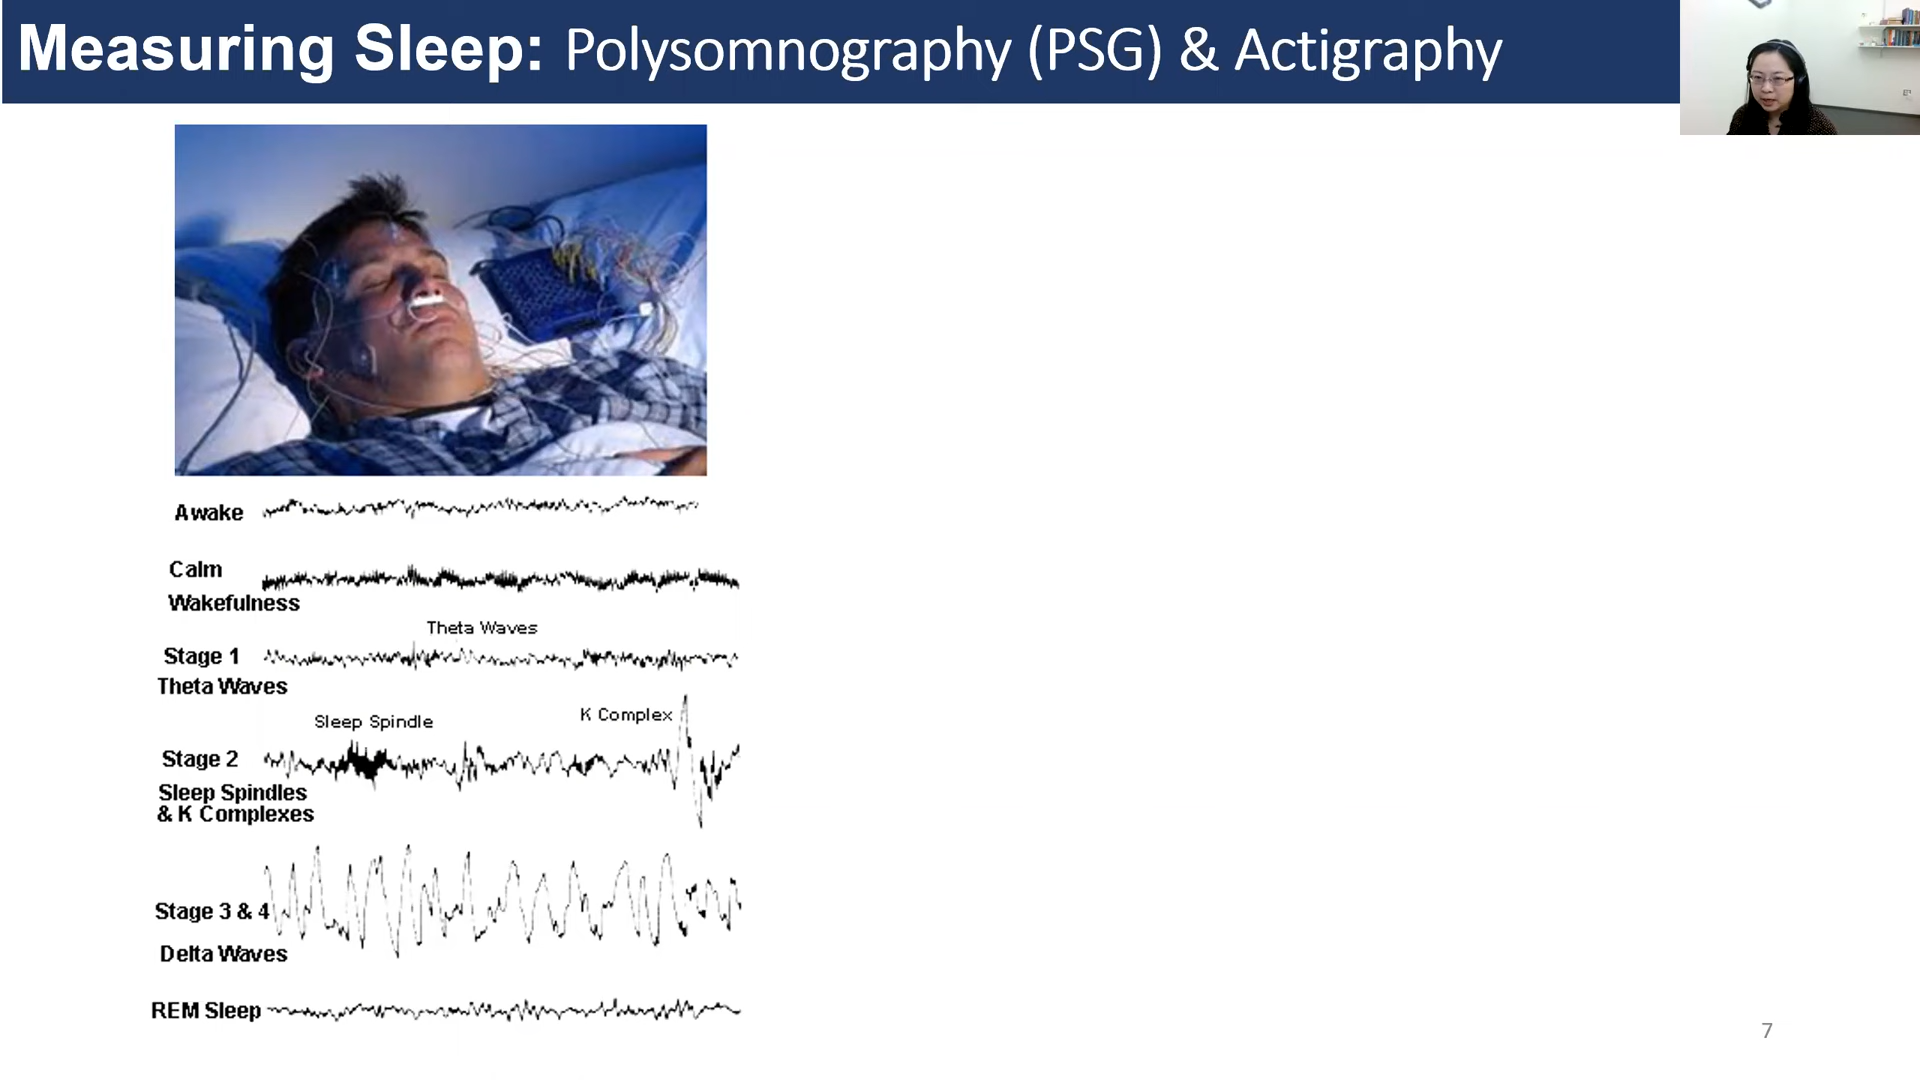 Measuring Sleep: Polysomnography (PSG) & Actigraphy
Awake
Calm
Wakefulness
Theta Waves
Stage 1
Theta Waves
Sleep Spindle
K Complex
Stage 2
Sleep Spindles
& K Complexes
Stage 3 & 4
Delta Waves
REM Sleep
7